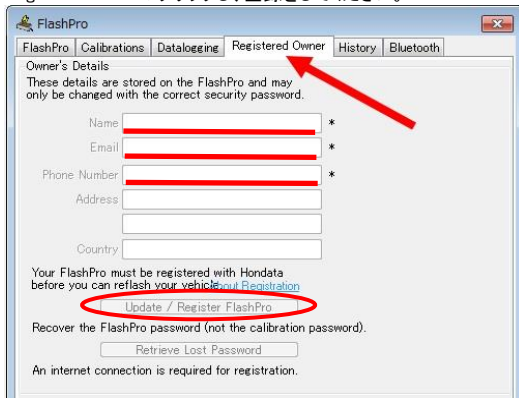 FlashPro
FlashPro Calibrations Datalogging Registered Owner History Bluetooth
Owner's Details
These details are stored on the FlashPro and may
only be changed with the correct security password.
Name *
Email *
Phone Number *
Address
Country
Your FlashPro must be registered with Hondata
before you can reflash your vehicle. About Registration
Update / Register FlashPro
Recover the FlashPro password (not the calibration password).
Retrieve Lost Password
An internet connection is required for registration.